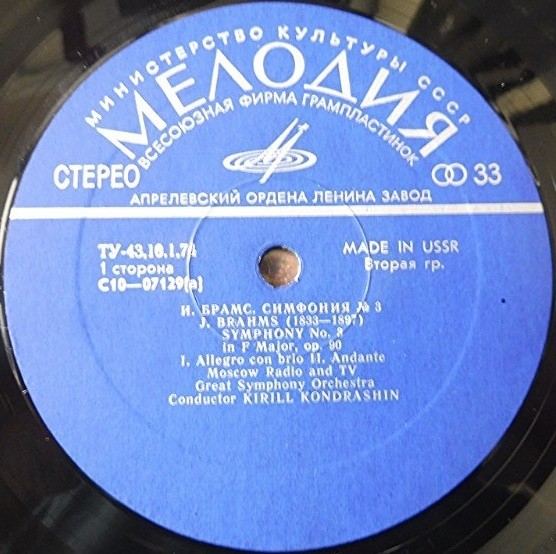 МИНИСТЕРСТВО КУЛЬТУРЫ СССР
МЕЛОДИЯ
ВСЕСОЮЗНАЯ ФИРМА ГРАМПЛАСТИНОК
СТЕРЕО
33
АПРЕЛЕВСКИЙ ОРДЕНА ЛЕНИНА ЗАВОД
ТУ-43.10.1.74
MADE IN USSR
1 сторона
Вторая гр.
С10—07129[a]
И. БРАМС. СИМФОНИЯ № 3
J. BRAHMS (1833—1897)
SYMPHONY No. 3
in F Major, op. 90
I. Allegro con brio II. Andante
Moscow Radio and TV
Great Symphony Orchestra
Conductor KIRILL KONDRASHIN